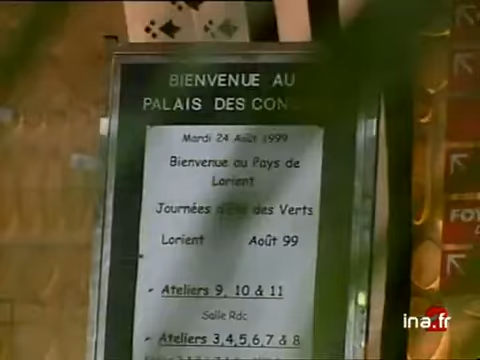 BIENVENUE AU
PALAIS DES
Mardi 24 Août 1999
Bienvenue au Pays de
Lorient
Journées des Verts
Lorient Août 99
- Ateliers 9, 10 & 11
Salle Rdc
- Ateliers 3,4,5,6,7 & 8
ina.fr